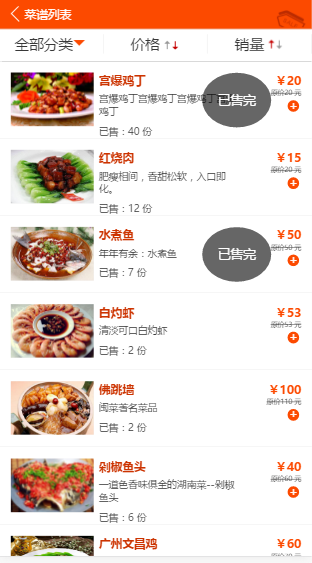 菜谱列表
全部分类 价格 销量
宫爆鸡丁 ￥20
宫爆鸡丁宫爆鸡丁宫爆鸡丁 原价20 元
鸡丁
已售完
已售：40 份
红烧肉 ￥15
肥瘦相间，香甜松软，入口即 原价20 元
化。
已售：12 份
水煮鱼 ￥50
年年有余：水煮鱼 原价50 元
已售完
已售：7 份
白灼虾 ￥53
清淡可口白灼虾 原价53 元
已售：2 份
佛跳墙 ￥100
闽菜著名菜品 原价110 元
已售：2 份
剁椒鱼头 ￥40
一道色香味俱全的湖南菜--剁椒 原价60 元
鱼头
已售：6 份
广州文昌鸡 ￥60